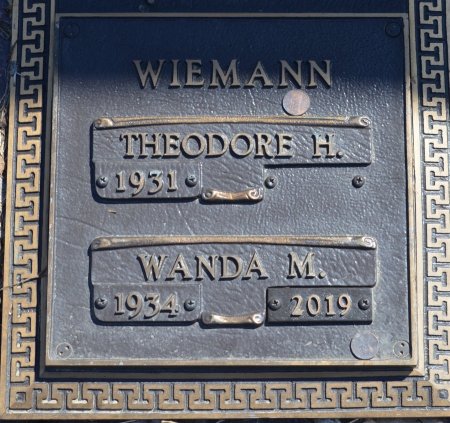 WIEMANN
THEODORE H.
1931
WANDA M.
1934 2019